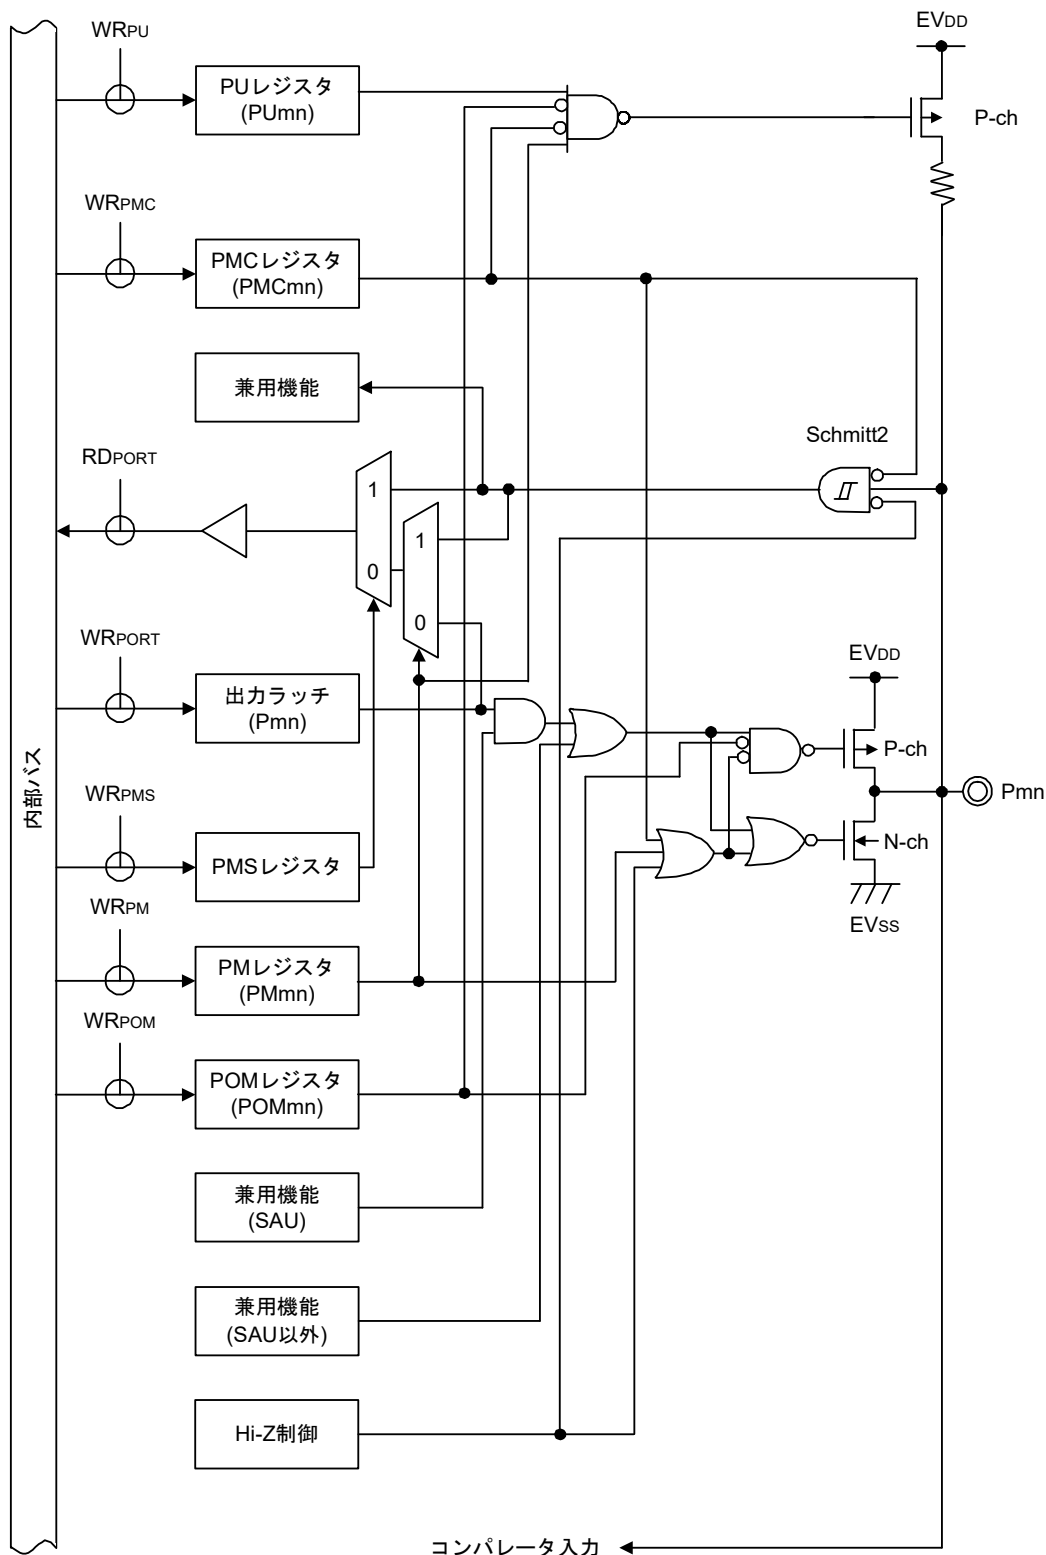 WRPU
EVDD
PUレジスタ
(PUmn)
P-ch
WRPMC
PMCレジスタ
(PMCmn)
兼用機能
Schmitt2
RDPORT
1
0
1
0
WRPORT
出力ラッチ
(Pmn)
EVDD
P-ch
Pmn
N-ch
EVSS
内部バス
WRPMS
PMSレジスタ
WRPM
PMレジスタ
(PMmn)
WRPOM
POMレジスタ
(POMmn)
兼用機能
(SAU)
兼用機能
(SAU以外)
Hi-Z制御
コンパレータ入力